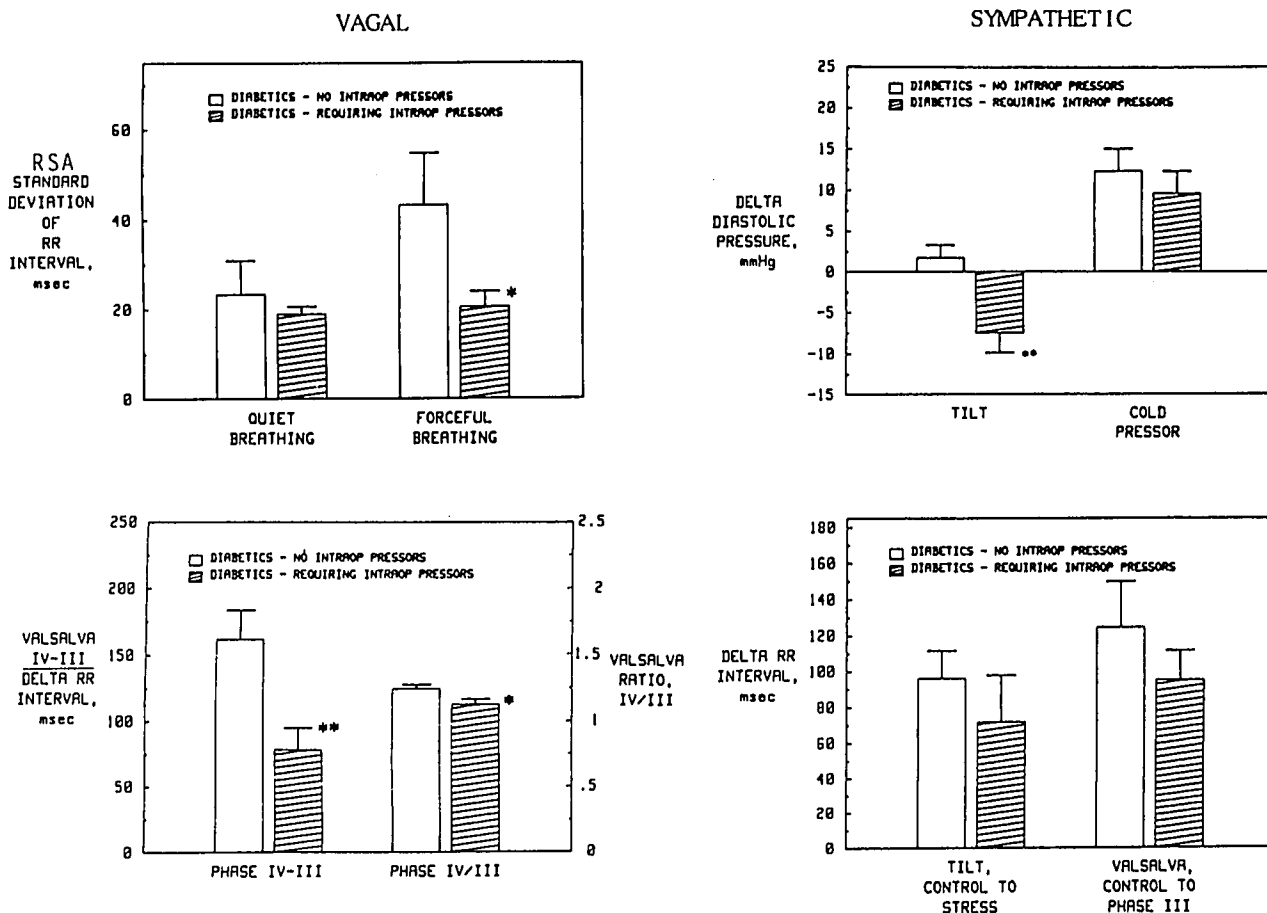 VAGAL
RSA
STANDARD
DEVIATION
OF
RR
INTERVAL,
msec
60
40
20
0
DIABETICS - NO INTRAOP PRESSORS
DIABETICS - REQUIRING INTRAOP PRESSORS
*
QUIET
BREATHING
FORCEFUL
BREATHING
SYMPATHETIC
DELTA
DIASTOLIC
PRESSURE,
mmHg
25
20
15
10
5
0
-5
-10
-15
DIABETICS - NO INTRAOP PRESSORS
DIABETICS - REQUIRING INTRAOP PRESSORS
**
TILT
COLD
PRESSOR
VALSALVA
IV-III
DELTA RR
INTERVAL,
msec
250
200
150
100
50
0
DIABETICS - NO INTRAOP PRESSORS
DIABETICS - REQUIRING INTRAOP PRESSORS
**
*
PHASE IV-III
PHASE IV/III
2.5
2
1.5
1
.5
0
VALSALVA
RATIO,
IV/III
DELTA RR
INTERVAL,
msec
180
160
140
120
100
80
60
40
20
0
DIABETICS - NO INTRAOP PRESSORS
DIABETICS - REQUIRING INTRAOP PRESSORS
TILT,
CONTROL TO
STRESS
VALSALVA,
CONTROL TO
PHASE III